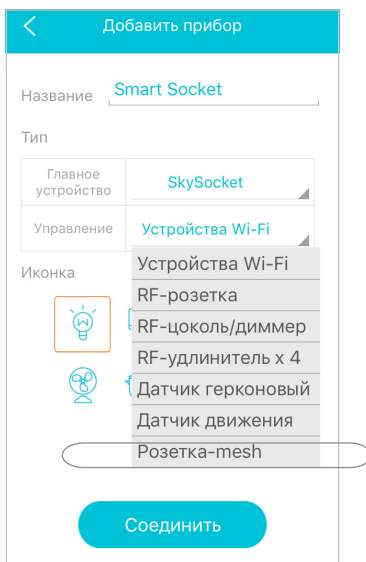 Добавить прибор
Название Smart Socket
Тип
Главное
устройство
SkySocket
Управление Устройства Wi-Fi
Иконка
Устройства Wi-Fi
RF-розетка
RF-цоколь/диммер
RF-удлинитель x 4
Датчик герконовый
Датчик движения
Розетка-mesh
Соединить